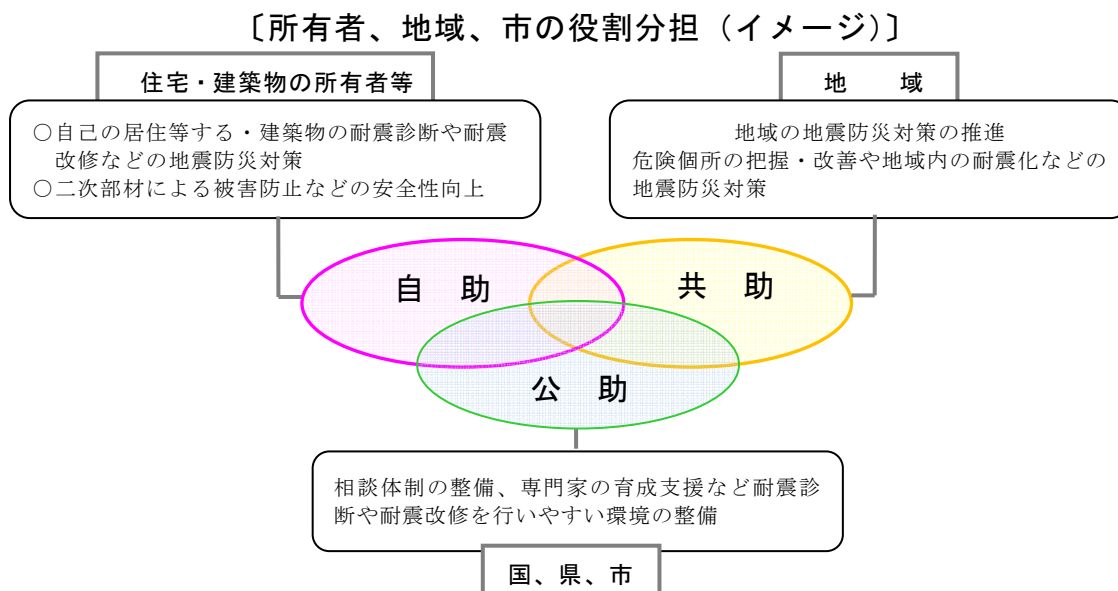 〔所有者、地域、市の役割分担（イメージ）〕
住宅・建築物の所有者等
○自己の居住等する・建築物の耐震診断や耐震
改修などの地震防災対策
○二次部材による被害防止などの安全性向上
地　域
地域の地震防災対策の推進
危険個所の把握・改善や地域内の耐震化などの
地震防災対策
自　助
共　助
公　助
相談体制の整備、専門家の育成支援など耐震診
断や耐震改修を行いやすい環境の整備
国、県、市